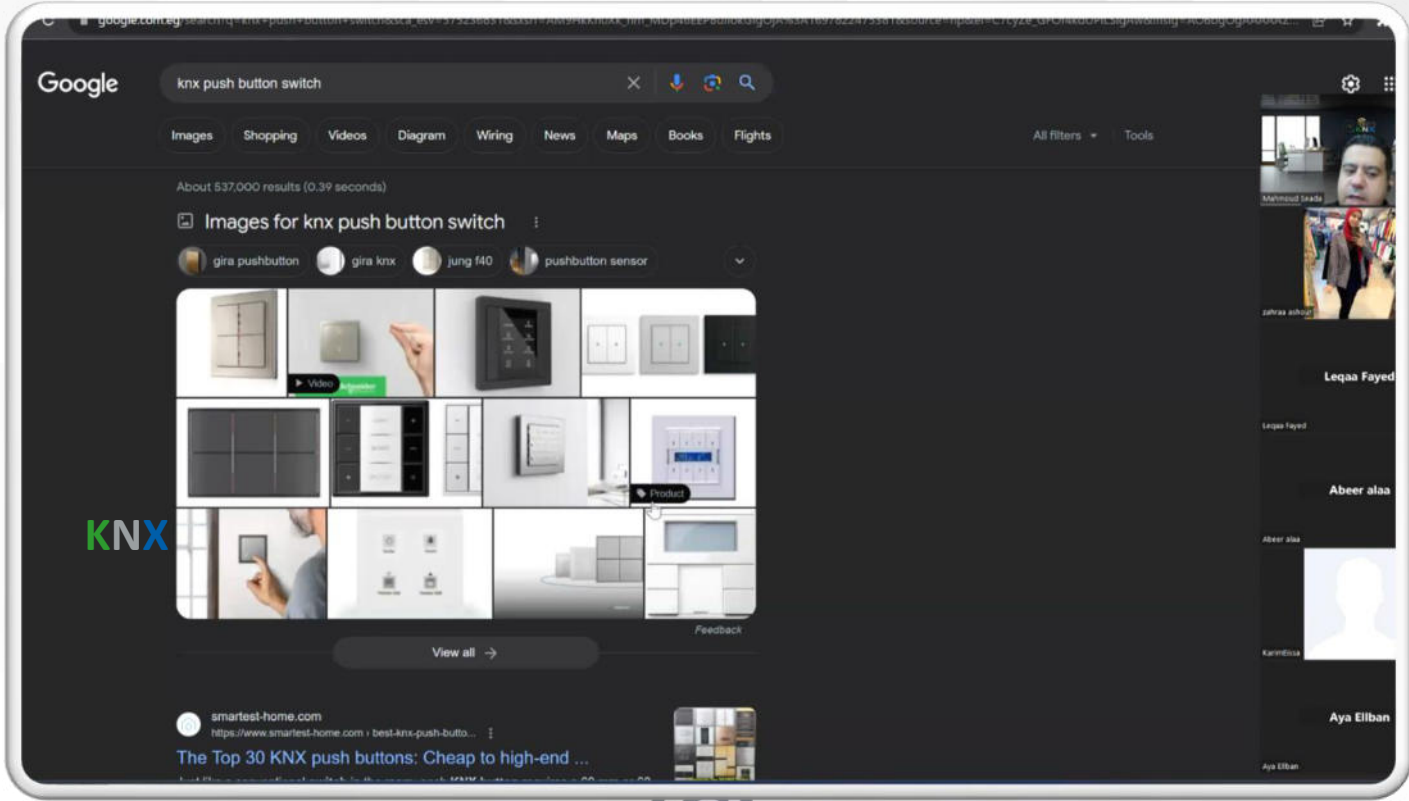 Google
knx push button switch
Images Shopping Videos Diagram Wiring News Maps Books Flights
All filters Tools
About 537,000 results (0.39 seconds)
Images for knx push button switch
gira pushbutton gira knx jung f40 pushbutton sensor
Video
Product
KNX
Feedback
View all →
smartest-home.com
https://www.smartest-home.com › best-knx-push-butto...
The Top 30 KNX push buttons: Cheap to high-end ...
KNX
Mahmoud Seada
zahraa ashour
Leqaa Fayed
Leqaa Fayed
Abeer alaa
Abeer alaa
KarimEissa
Aya Ellban
Aya Ellban